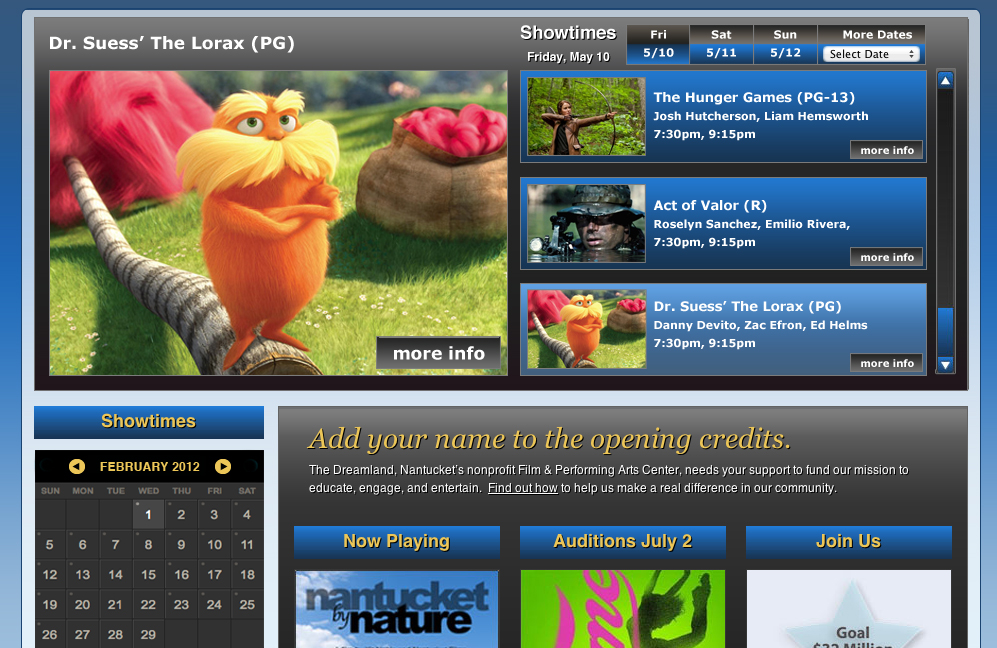 Dr. Suess’ The Lorax (PG)
more info
Showtimes
Friday, May 10
Fri
5/10
Sat
5/11
Sun
5/12
More Dates
Select Date
The Hunger Games (PG-13)
Josh Hutcherson, Liam Hemsworth
7:30pm, 9:15pm
more info
Act of Valor (R)
Roselyn Sanchez, Emilio Rivera,
7:30pm, 9:15pm
more info
Dr. Suess’ The Lorax (PG)
Danny Devito, Zac Efron, Ed Helms
7:30pm, 9:15pm
more info
Showtimes
FEBRUARY 2012
SUN MON TUE WED THU FRI SAT
1 2 3 4
5 6 7 8 9 10 11
12 13 14 15 16 17 18
19 20 21 22 23 24 25
26 27 28 29
Add your name to the opening credits.
The Dreamland, Nantucket's nonprofit Film & Performing Arts Center, needs your support to fund our mission to
educate, engage, and entertain. Find out how to help us make a real difference in our community.
Now Playing
nantucket
by nature
Auditions July 2
me
Join Us
Goal
$32 Million